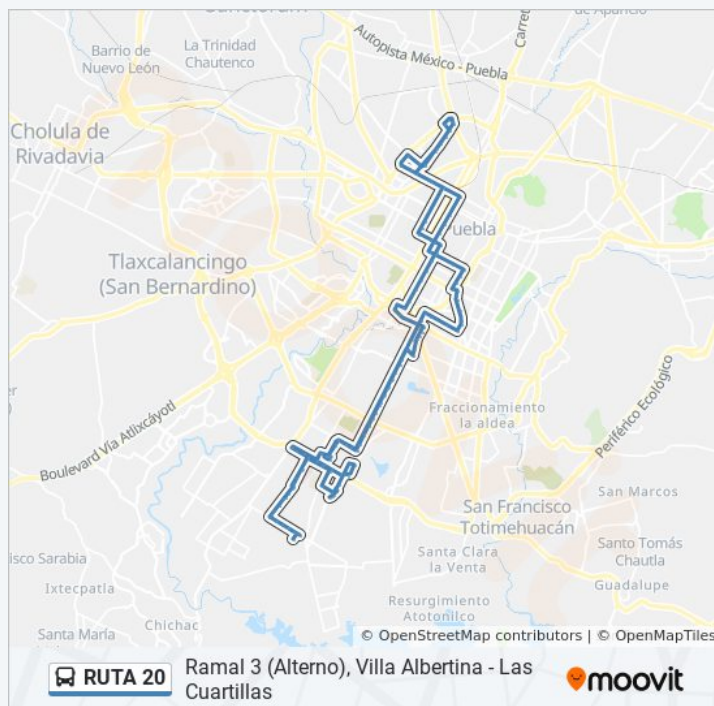 Autopista México - Puebla
de Aparicio
Barrio de
Nuevo León
La Trinidad
Chautenco
Cholula de
Rivadavia
Puebla
Tlaxcalancingo
(San Bernardino)
Fraccionamiento
la aldea
Periférico Ecológico
Boulevard Vía Atlixcáyotl
San Marcos
San Francisco
Totimehuacán
Santo Tomás
Chautla
Santa Clara
la Venta
Guadalupe
Ixtecpatla
Resurgimiento
Atotonilco
Chichac
Santa María
© OpenStreetMap contributors | © OpenMapTiles
RUTA 20
Ramal 3 (Alterno), Villa Albertina - Las
Cuartillas
moovit